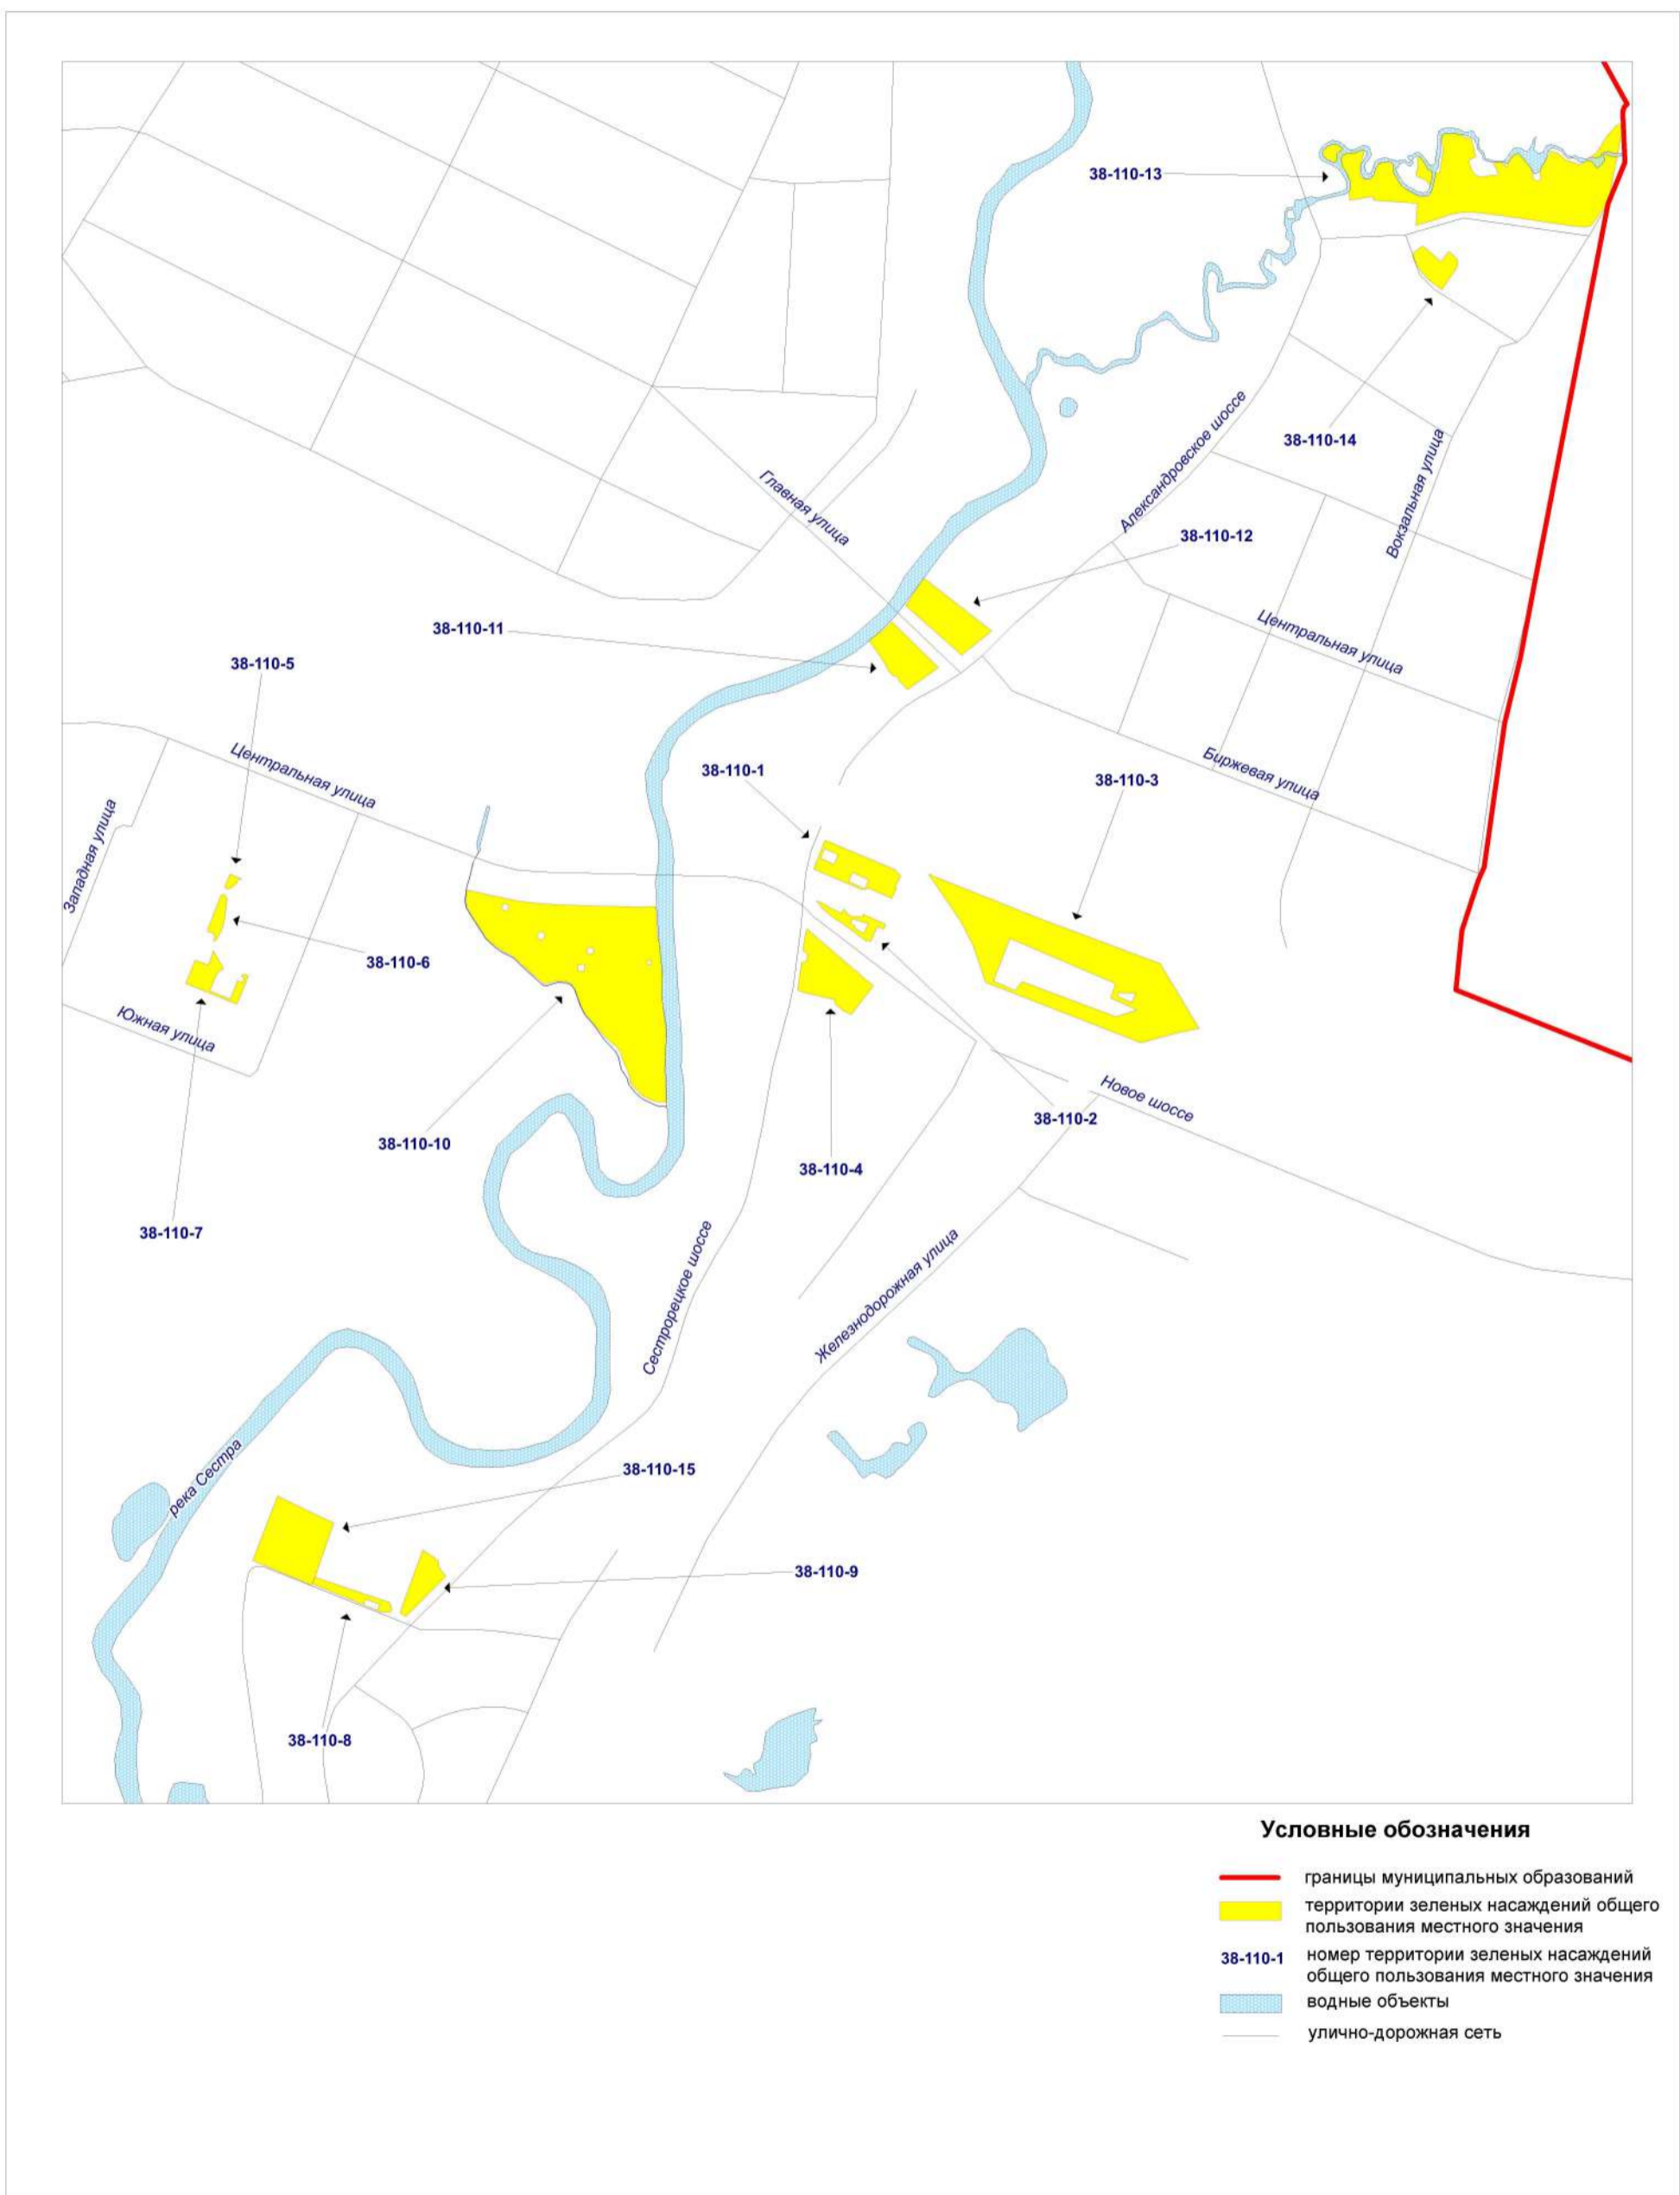 38-110-13
38-110-14
Александровское шоссе
Вокзальная улица
Главная улица
38-110-12
38-110-11
Центральная улица
38-110-5
Центральная улица
38-110-1
38-110-3
Биржевая улица
Западная улица
38-110-6
Южная улица
38-110-10
38-110-2
Новое шоссе
38-110-4
38-110-7
Сестрорецкое шоссе
Железнодорожная улица
река Сестра
38-110-15
38-110-9
38-110-8
Условные обозначения
границы муниципальных образований
территории зеленых насаждений общего
пользования местного значения
38-110-1 номер территории зеленых насаждений
общего пользования местного значения
водные объекты
улично-дорожная сеть